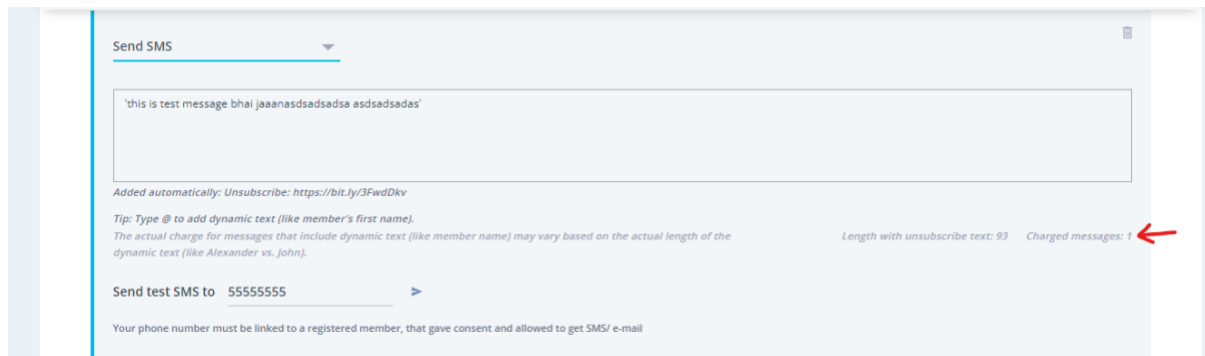 Send SMS
'this is test message bhai jaaanasdsadsadsa asdsadsadas'
Added automatically: Unsubscribe: https://bit.ly/3FwdDkv
Tip: Type @ to add dynamic text (like member's first name).
The actual charge for messages that include dynamic text (like member name) may vary based on the actual length of the
dynamic text (like Alexander vs. John).
Length with unsubscribe text: 93 Charged messages: 1
Send test SMS to 55555555
Your phone number must be linked to a registered member, that gave consent and allowed to get SMS/ e-mail